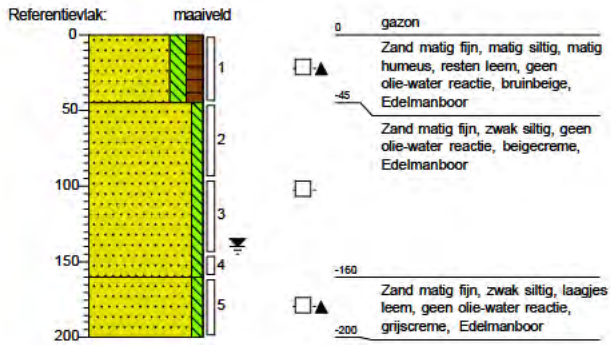 Referentievlak: maaiveld
0
50
100
150
200
1
2
3
4
5
0 gazon
Zand matig fijn, matig siltig, matig
humeus, resten leem, geen
olie-water reactie, bruinbeige,
Edelmanboor
-45
Zand matig fijn, zwak siltig, geen
olie-water reactie, beigecreme,
Edelmanboor
-160
Zand matig fijn, zwak siltig, laagjes
leem, geen olie-water reactie,
grijscreme, Edelmanboor
-200